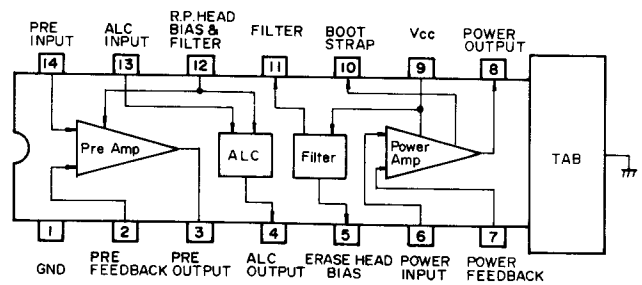 PRE INPUT
ALC INPUT
R.P. HEAD BIAS & FILTER
FILTER
BOOT STRAP
Vcc
POWER OUTPUT
14
13
12
11
10
9
8
Pre Amp
ALC
Filter
Power Amp
TAB
1
2
3
4
5
6
7
GND
PRE FEEDBACK
PRE OUTPUT
ALC OUTPUT
ERASE HEAD BIAS
POWER INPUT
POWER FEEDBACK